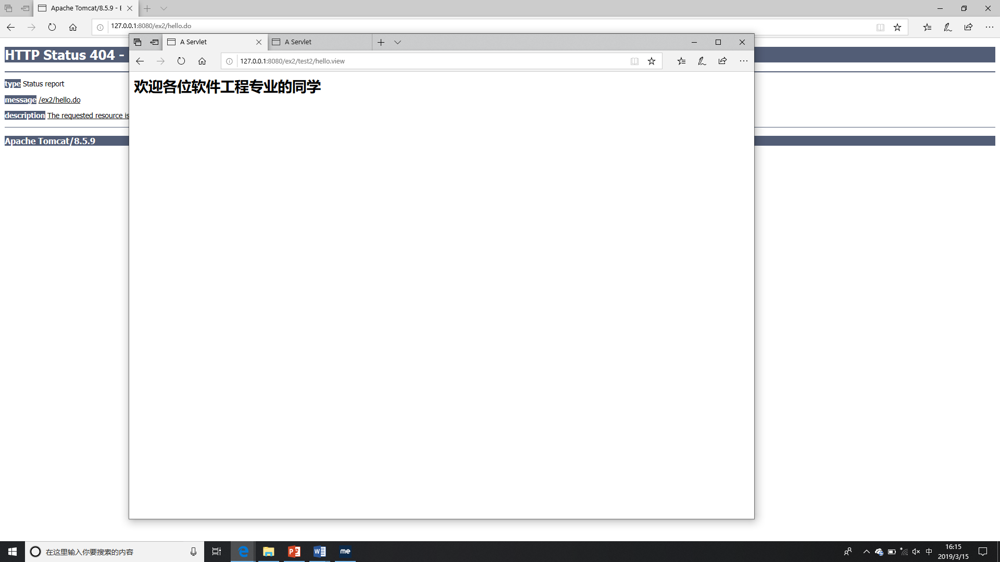 Apache Tomcat/8.5.9 - E
127.0.0.1:8080/ex2/hello.do
A Servlet
A Servlet
127.0.0.1:8080/ex2/test2/hello.view
欢迎各位软件工程专业的同学
HTTP Status 404 -
type Status report
message /ex2/hello.do
description The requested resource is
Apache Tomcat/8.5.9
在这里输入你要搜索的内容
me
中
16:15
2019/3/15